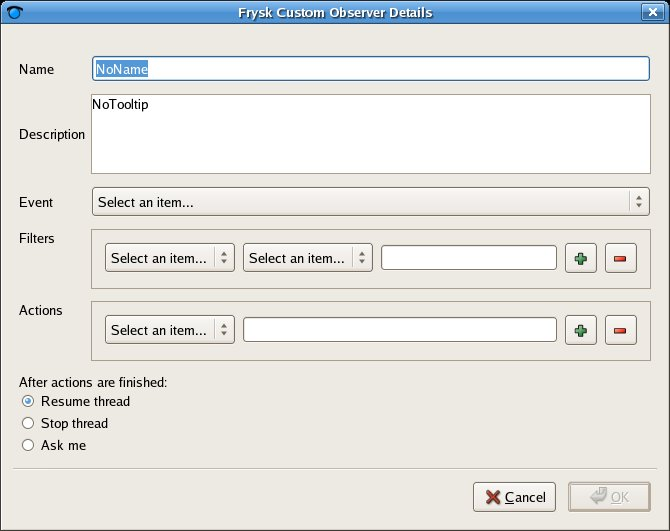 Frysk Custom Observer Details
Name NoName
Description NoTooltip
Event Select an item...
Filters
Select an item... Select an item...
Actions
Select an item...
After actions are finished:
Resume thread
Stop thread
Ask me
Cancel OK